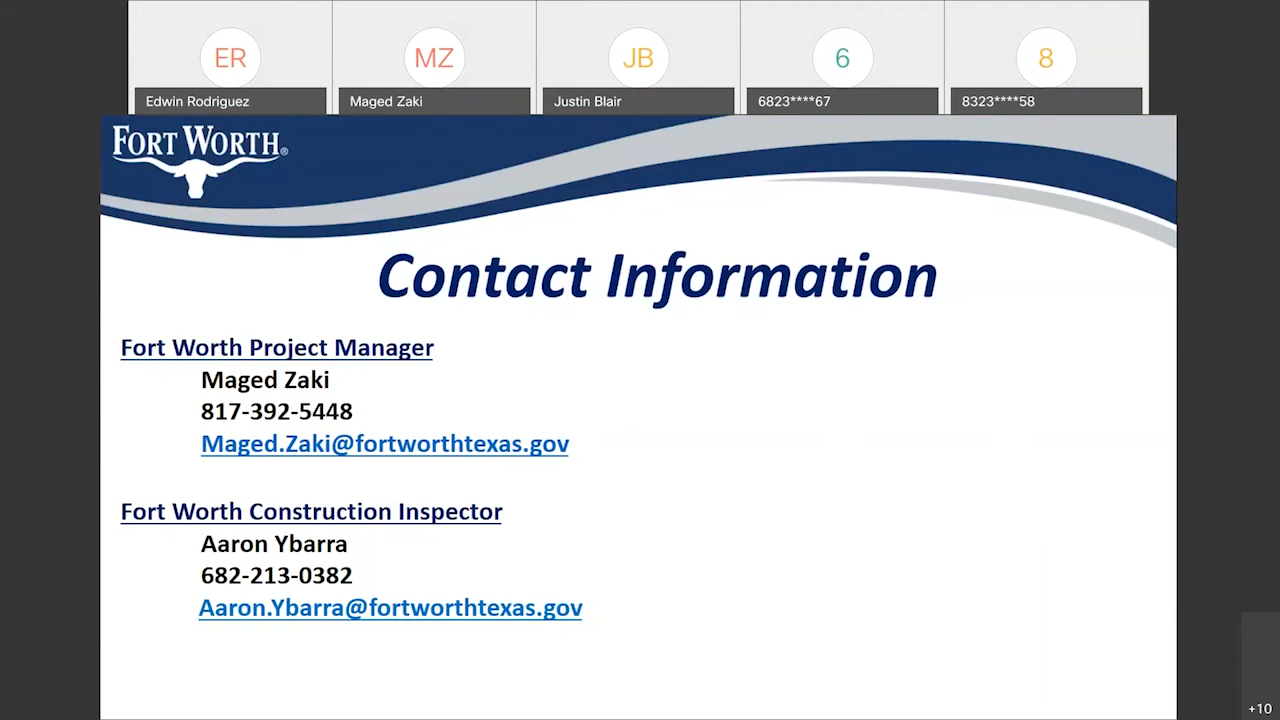 ER
MZ
JB
6
8
Edwin Rodriguez
Maged Zaki
Justin Blair
6823****67
8323****58
FORT WORTH®
Contact Information
Fort Worth Project Manager
Maged Zaki
817-392-5448
Maged.Zaki@fortworthtexas.gov
Fort Worth Construction Inspector
Aaron Ybarra
682-213-0382
Aaron.Ybarra@fortworthtexas.gov
+10